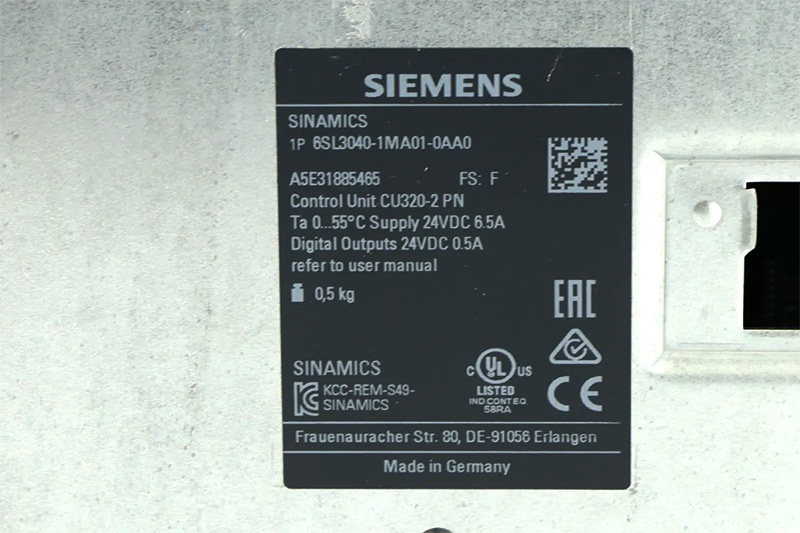 SIEMENS
SINAMICS
1P 6SL3040-1MA01-0AA0
A5E31885465 FS: F
Control Unit CU320-2 PN
Ta 0...55°C Supply 24VDC 6.5A
Digital Outputs 24VDC 0.5A
refer to user manual
0,5 kg
EAC
SINAMICS
KCC-REM-S49-
SINAMICS
C UL US
LISTED
IND CONT EQ
58RA
CE
Frauenauracher Str. 80, DE-91056 Erlangen
Made in Germany